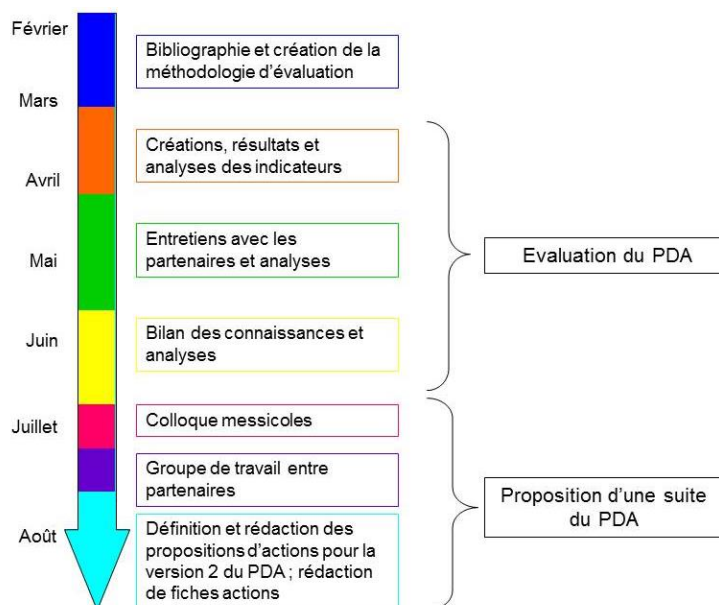 Février
Bibliographie et création de la
méthodologie d'évaluation
Mars
Créations, résultats et
analyses des indicateurs
Avril
Entretiens avec les
partenaires et analyses
Mai
Evaluation du PDA
Juin
Bilan des connaissances et
analyses
Juillet
Colloque messicoles
Groupe de travail entre
partenaires
Proposition d'une suite
du PDA
Août
Définition et rédaction des
propositions d'actions pour la
version 2 du PDA ; rédaction
de fiches actions